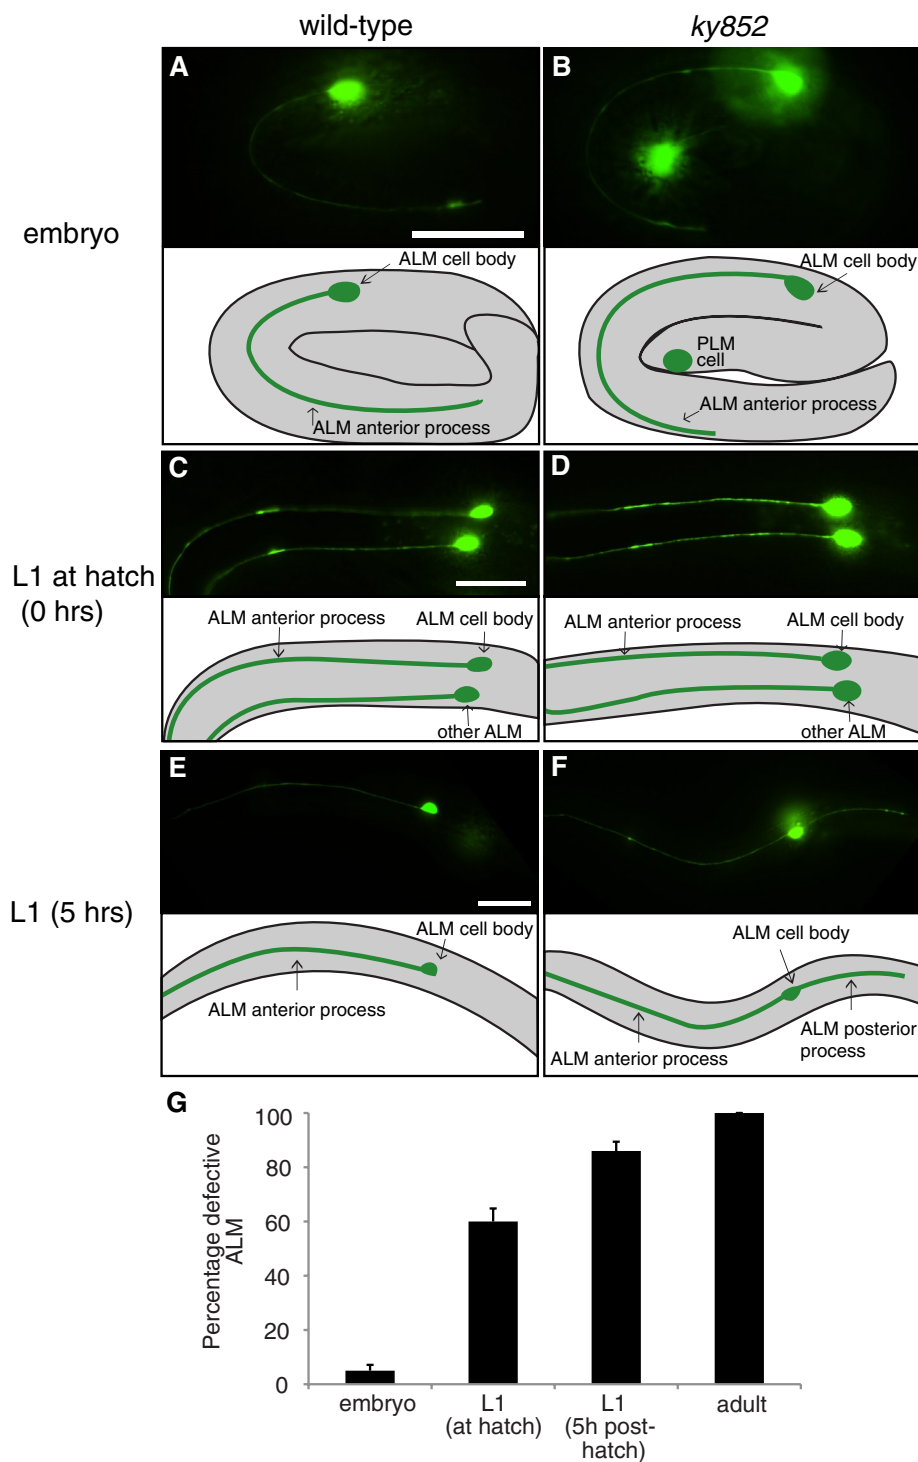 wild-type
ky852
embryo
A
B
ALM cell body
ALM anterior process
ALM cell body
PLM
cell
ALM anterior process
L1 at hatch
(0 hrs)
C
D
ALM anterior process
ALM cell body
other ALM
ALM anterior process
ALM cell body
other ALM
L1 (5 hrs)
E
F
ALM cell body
ALM anterior process
ALM cell body
ALM anterior process
ALM posterior
process
G
Percentage defective
ALM
100
80
60
40
20
0
embryo
L1
(at hatch)
L1
(5h post-
hatch)
adult